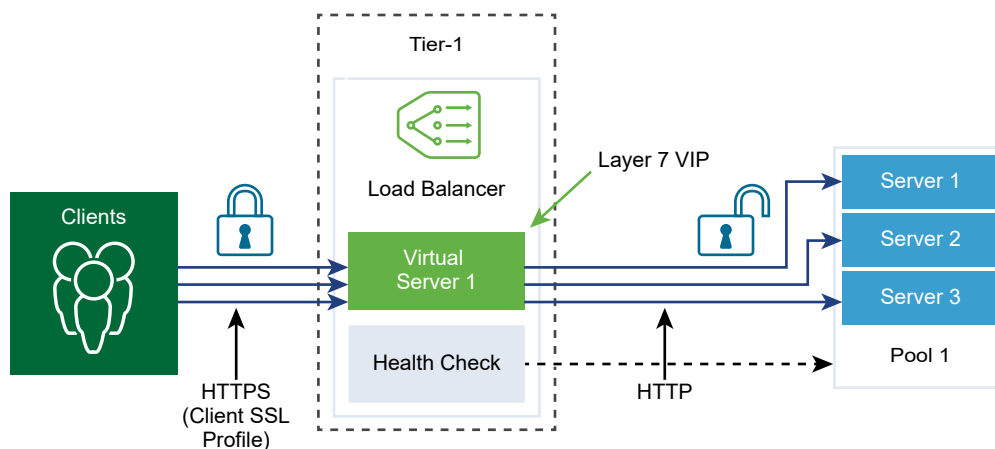 Tier-1
Load Balancer
Layer 7 VIP
Clients
Virtual
Server 1
Server 1
Server 2
Server 3
Pool 1
Health Check
HTTPS
(Client SSL
Profile)
HTTP